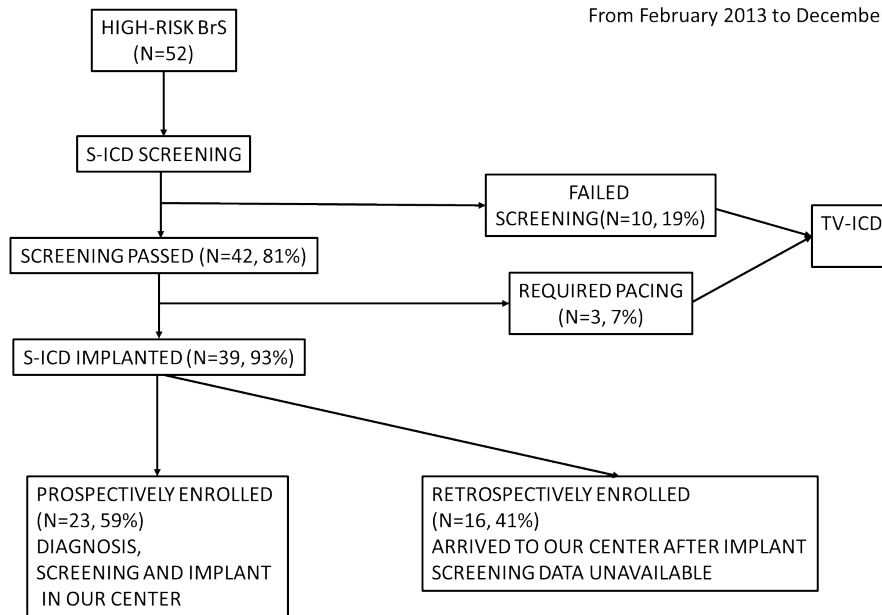 From February 2013 to Decembe
HIGH-RISK BrS
(N=52)
S-ICD SCREENING
FAILED
SCREENING(N=10, 19%)
TV-ICD
SCREENING PASSED (N=42, 81%)
REQUIRED PACING
(N=3, 7%)
S-ICD IMPLANTED (N=39, 93%)
PROSPECTIVELY ENROLLED
(N=23, 59%)
DIAGNOSIS,
SCREENING AND IMPLANT
IN OUR CENTER
RETROSPECTIVELY ENROLLED
(N=16, 41%)
ARRIVED TO OUR CENTER AFTER IMPLANT
SCREENING DATA UNAVAILABLE